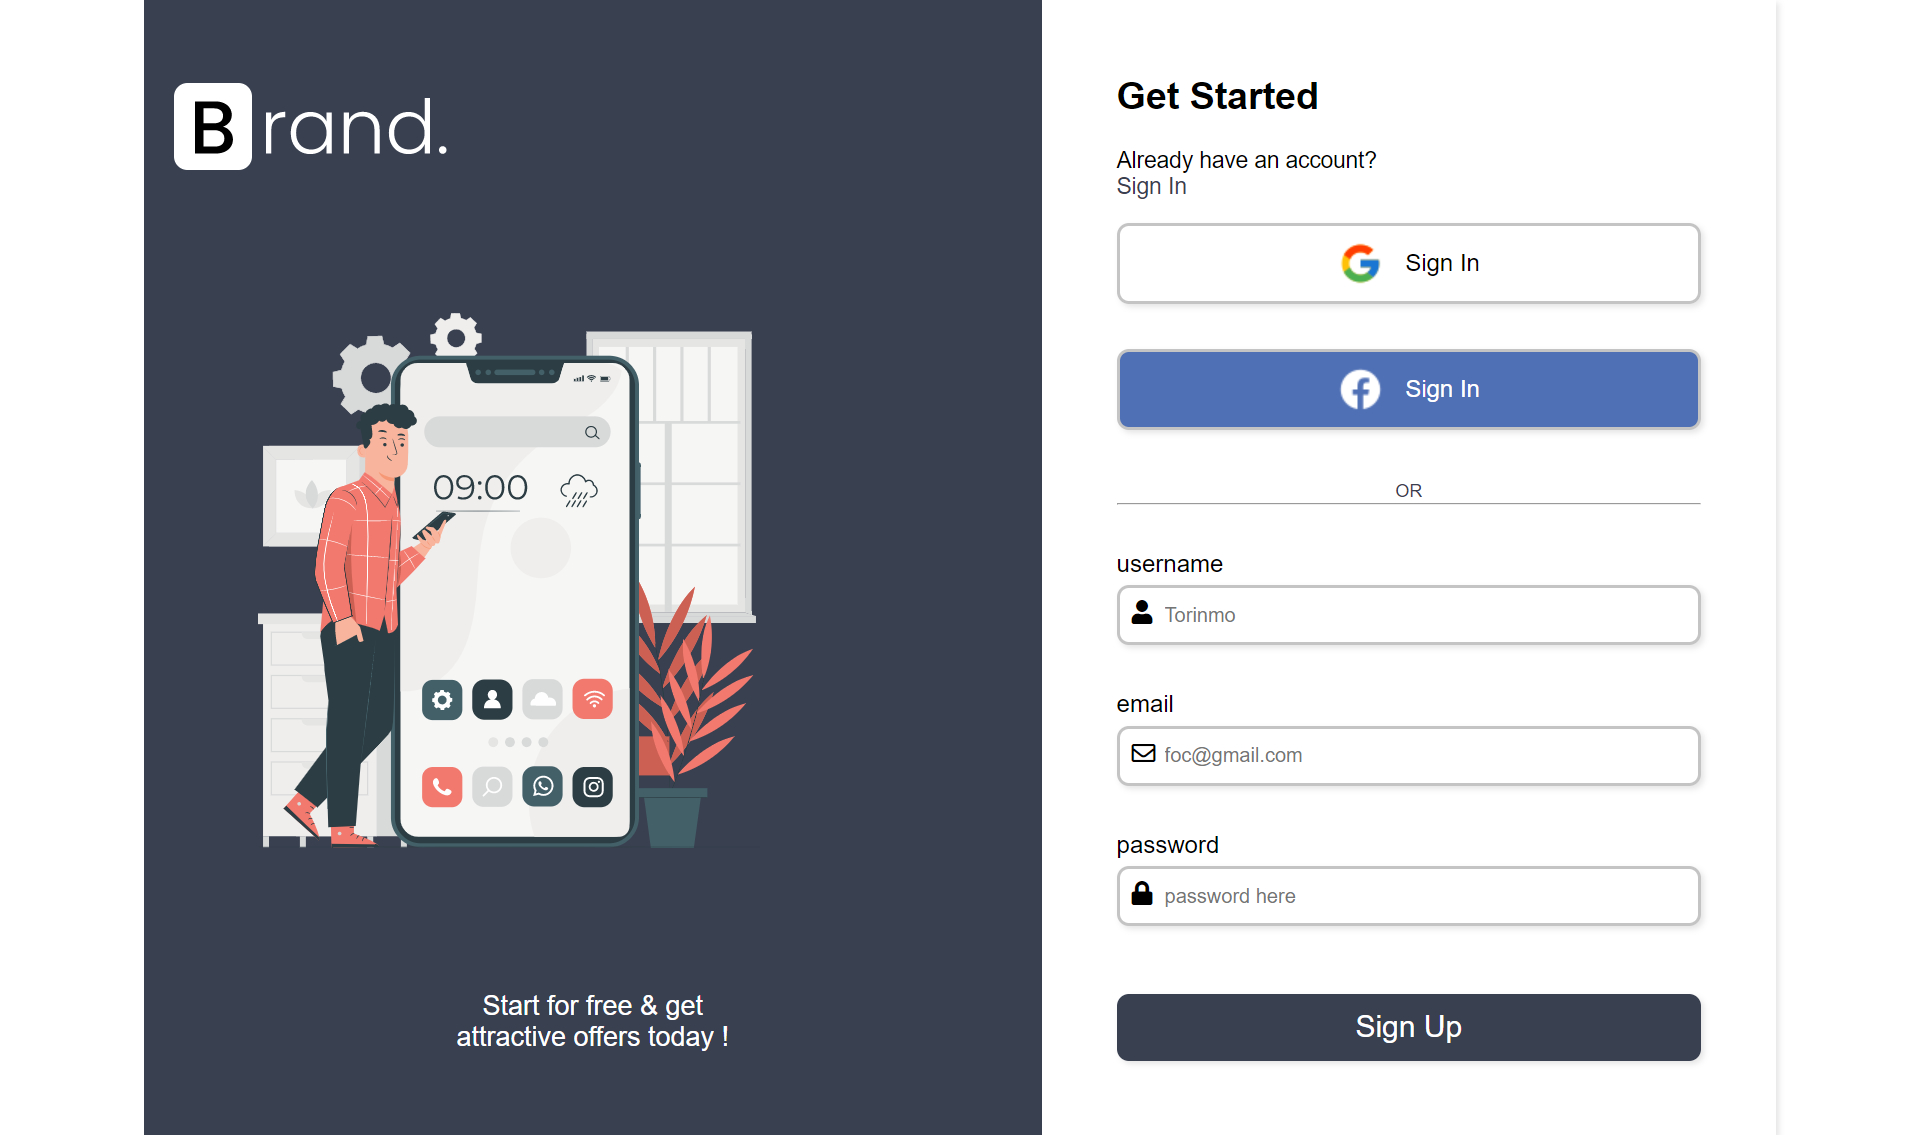 Brand.
09:00
Start for free & get
attractive offers today !
Get Started
Already have an account?
Sign In
Sign In
Sign In
OR
username
Torinmo
email
foc@gmail.com
password
password here
Sign Up